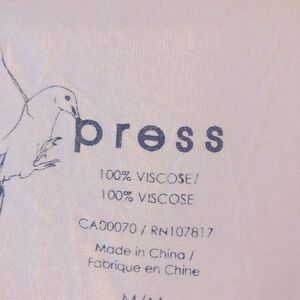 press
100% VISCOSE/
100% VISCOSE
CA00070 / RN107817
Made in China /
Fabrique en Chine